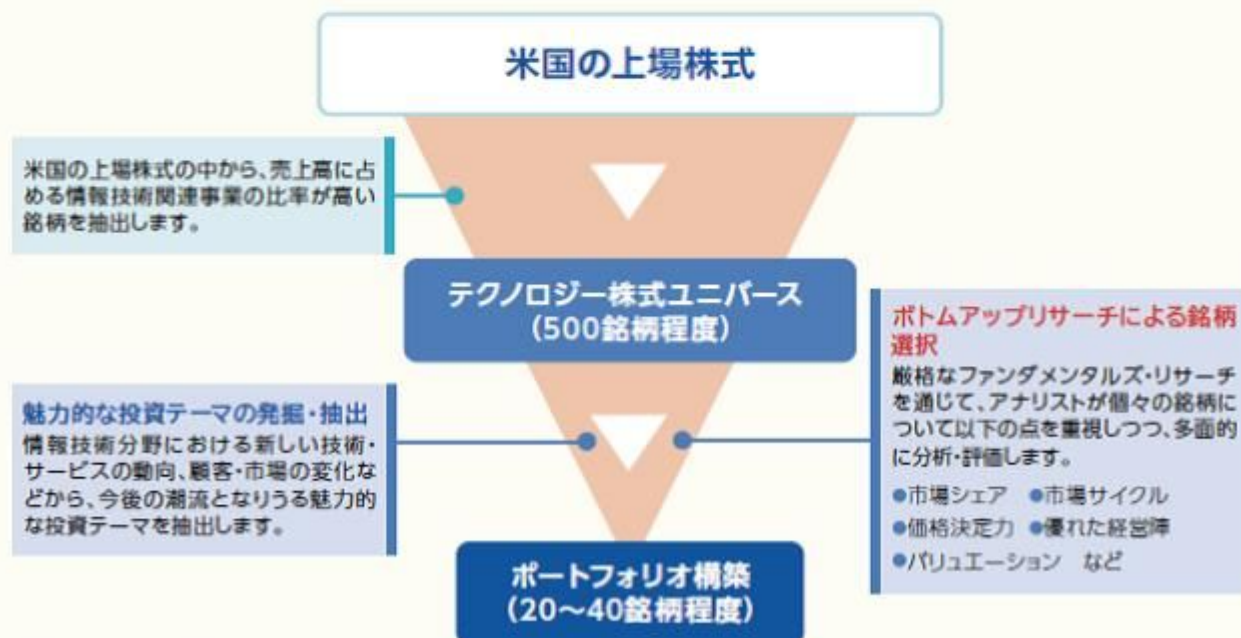 米国の上場株式
米国の上場株式の中から、売上高に占
める情報技術関連事業の比率が高い
銘柄を抽出します。
テクノロジー株式ユニバース
（500銘柄程度）
魅力的な投資テーマの発掘・抽出
情報技術分野における新しい技術・
サービスの動向、顧客・市場の変化な
どから、今後の潮流となりうる魅力的
な投資テーマを抽出します。
ボトムアップリサーチによる銘柄
選択
厳格なファンダメンタルズ・リサーチ
を通じて、アナリストが個々の銘柄に
ついて以下の点を重視しつつ、多面的
に分析・評価します。
●市場シェア ●市場サイクル
●価格決定力 ●優れた経営陣
●バリュエーション など
ポートフォリオ構築
（20～40銘柄程度）